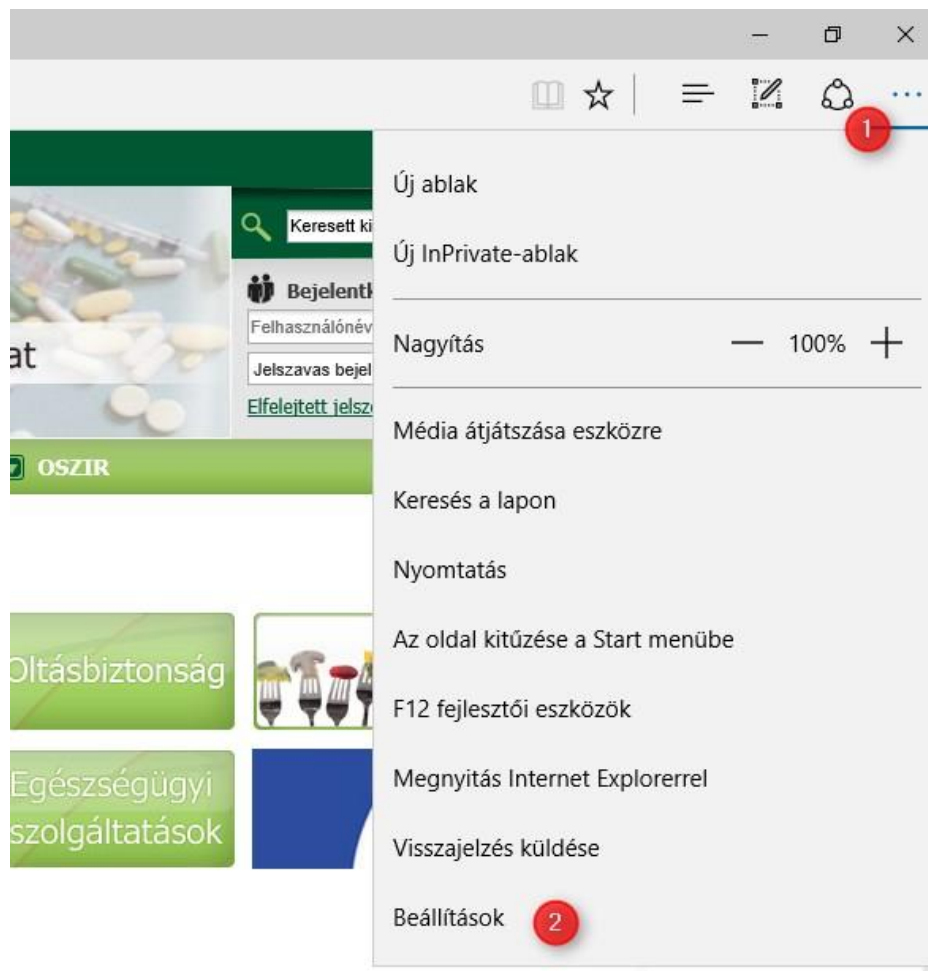 1
Új ablak
Keresett ki
Új InPrivate-ablak
Bejelentk
Felhasználónév
Nagyítás
100%
at
Jelszavas bejel
Elfelejtett jelsz
Média átjátszása eszközre
OSZIR
Keresés a lapon
Nyomtatás
Az oldal kitűzése a Start menübe
Oltásbiztonság
F12 fejlesztői eszközök
Megnyitás Internet Explorerrel
Egészségügyi
szolgáltatások
Visszajelzés küldése
Beállítások
2